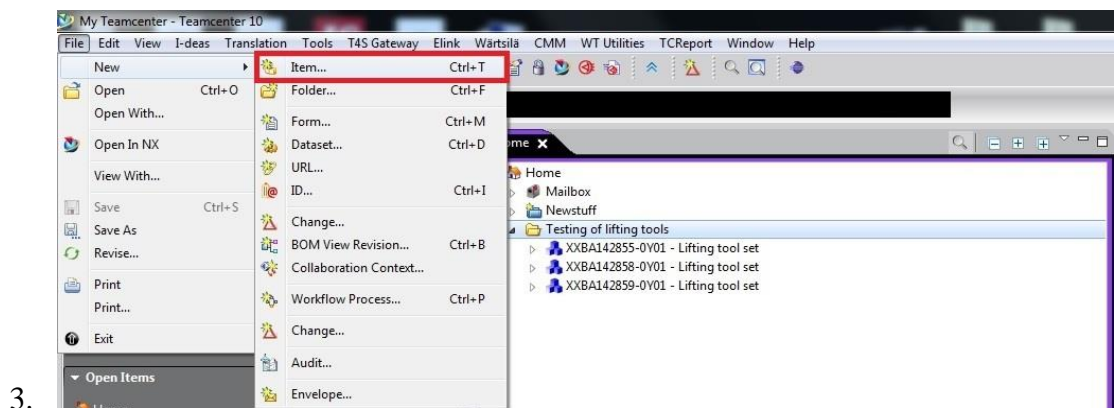 My Teamcenter - Teamcenter 10
File Edit View I-deas Translation Tools T4S Gateway Elink Wärtsilä CMM WT Utilities TCReport Window Help
New
Open Ctrl+O
Open With...
Open In NX
View With...
Save Ctrl+S
Save As
Revise...
Print
Print...
Exit
Open Items
Item... Ctrl+T
Folder... Ctrl+F
Form... Ctrl+M
Dataset... Ctrl+D
URL...
ID... Ctrl+I
Change...
BOM View Revision... Ctrl+B
Collaboration Context...
Workflow Process... Ctrl+P
Change...
Audit...
Envelope...
ome X
Home
Mailbox
Newstuff
Testing of lifting tools
XXBA142855-0Y01 - Lifting tool set
XXBA142858-0Y01 - Lifting tool set
XXBA142859-0Y01 - Lifting tool set
3.